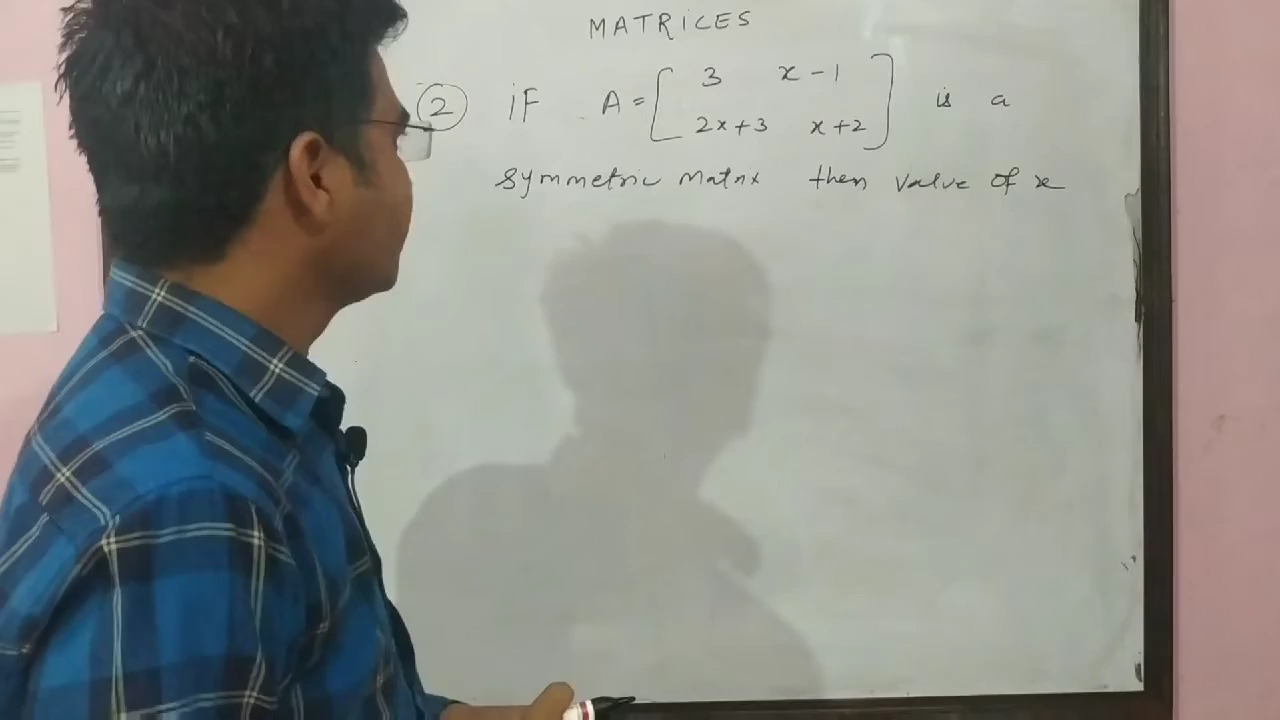 MATRICES
② IF A = [ 3 x-1
2x+3 x+2 ] is a
symmetric matrix then value of x